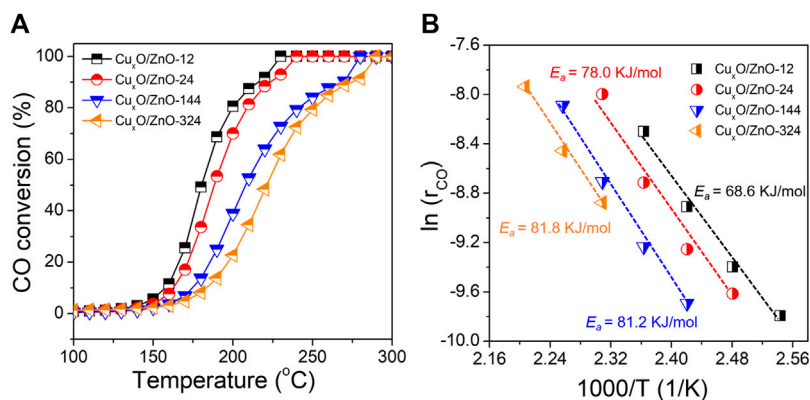 A
CO conversion (%)
100
80
60
40
20
0
CuxO/ZnO-12
CuxO/ZnO-24
CuxO/ZnO-144
CuxO/ZnO-324
100 150 200 250 300
Temperature (°C)
B
ln (rCO)
-7.6
-8.0
-8.4
-8.8
-9.2
-9.6
-10.0
CuxO/ZnO-12
CuxO/ZnO-24
CuxO/ZnO-144
CuxO/ZnO-324
Ea = 78.0 KJ/mol
Ea = 68.6 KJ/mol
Ea = 81.8 KJ/mol
Ea = 81.2 KJ/mol
2.16 2.24 2.32 2.40 2.48 2.56
1000/T (1/K)